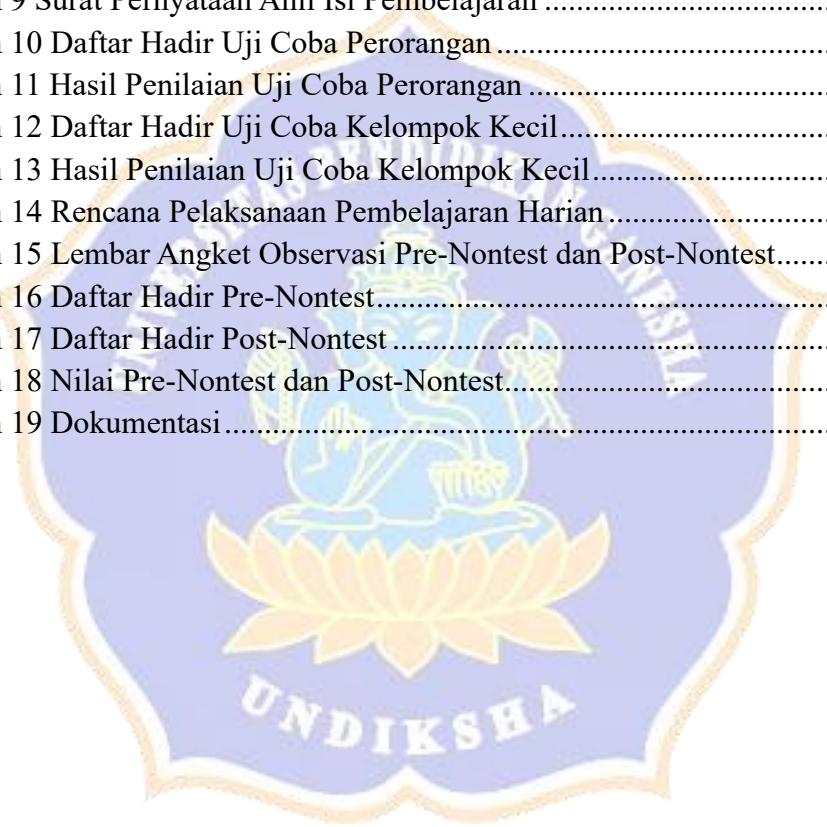 n 9 Surat Pernyataan Ahli Isi Pembelajaran ....................................
n 10 Daftar Hadir Uji Coba Perorangan ..........................................
n 11 Hasil Penilaian Uji Coba Perorangan ......................................
n 12 Daftar Hadir Uji Coba Kelompok Kecil..................................
n 13 Hasil Penilaian Uji Coba Kelompok Kecil..............................
n 14 Rencana Pelaksanaan Pembelajaran Harian ............................
n 15 Lembar Angket Observasi Pre-Nontest dan Post-Nontest.......
n 16 Daftar Hadir Pre-Nontest.........................................................
n 17 Daftar Hadir Post-Nontest .......................................................
n 18 Nilai Pre-Nontest dan Post-Nontest.........................................
n 19 Dokumentasi ............................................................................
UNIVERSITAS PENDIDIKAN GANESHA
UNDIKSHA